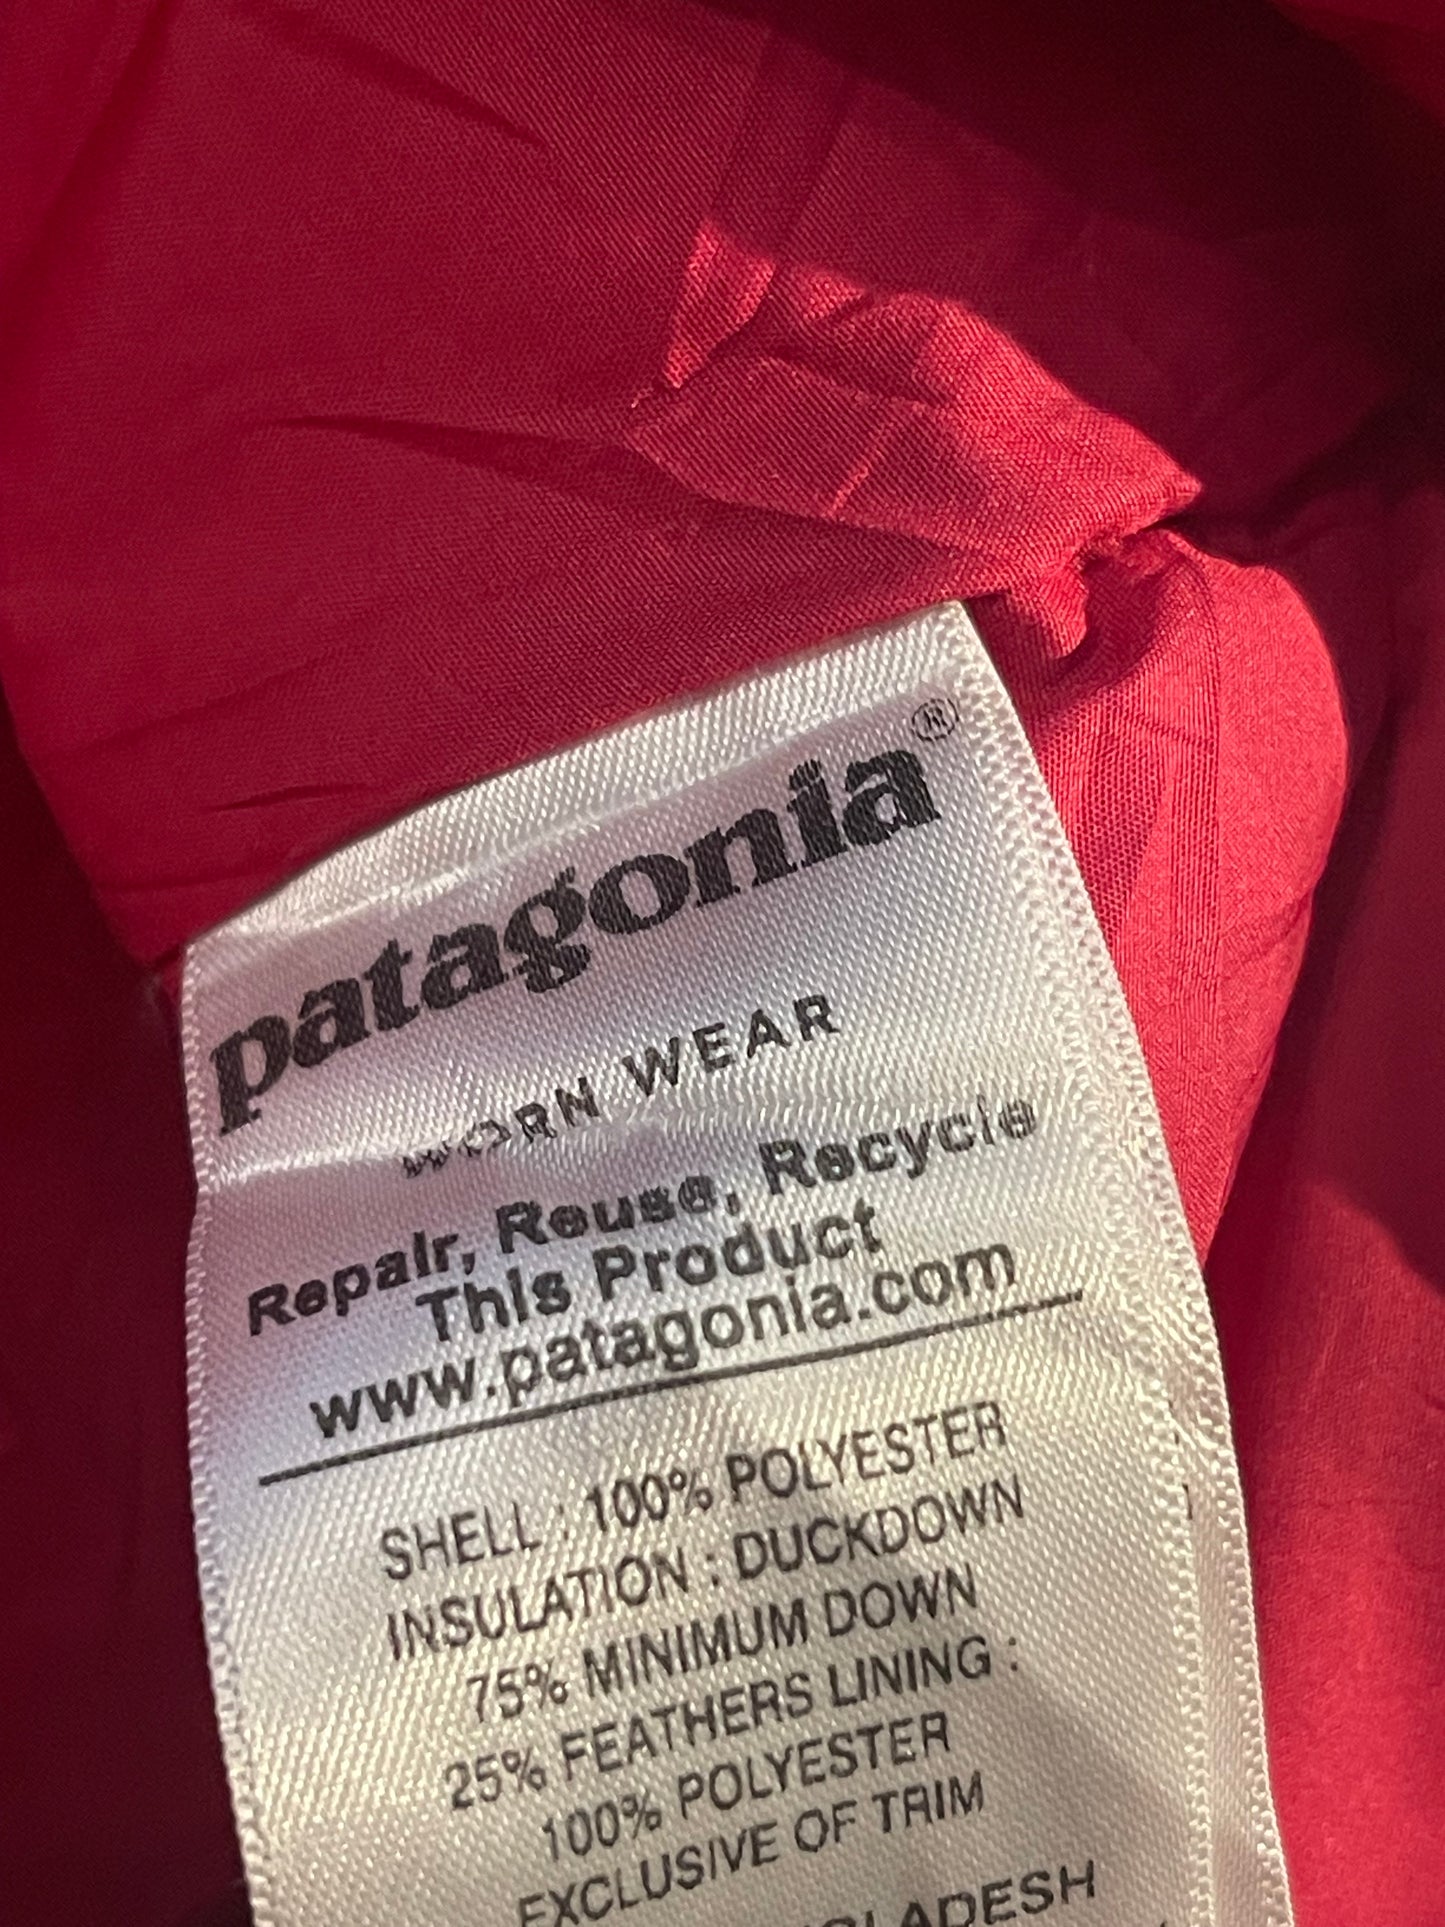 patagonia®
WORN WEAR
Repair, Reuse, Recycle
This Product
www.patagonia.com
SHELL : 100% POLYESTER
INSULATION : DUCKDOWN
75% MINIMUM DOWN
25% FEATHERS LINING :
100% POLYESTER
EXCLUSIVE OF TRIM